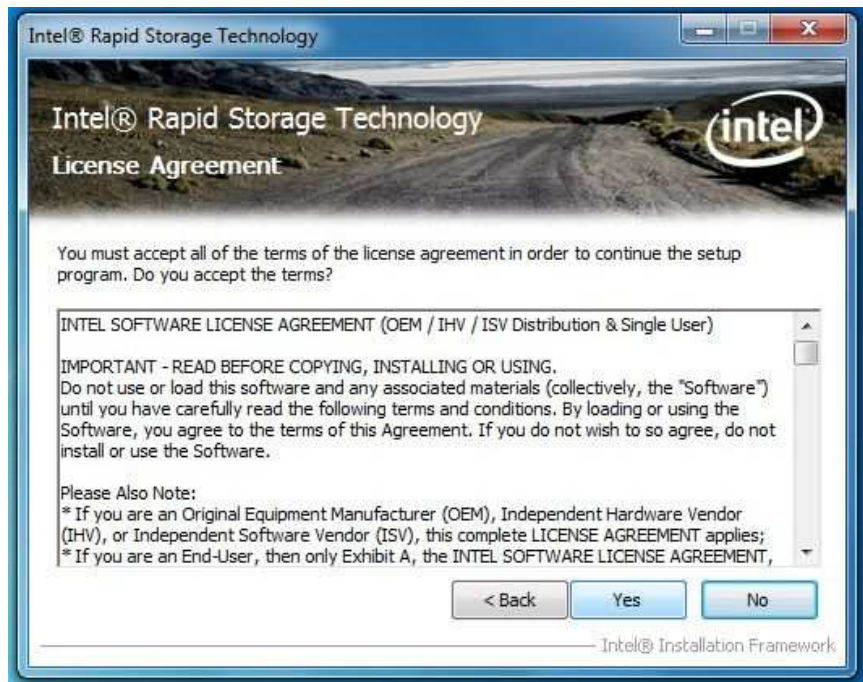 Intel® Rapid Storage Technology
Intel® Rapid Storage Technology
intel
License Agreement
You must accept all of the terms of the license agreement in order to continue the setup
program. Do you accept the terms?
INTEL SOFTWARE LICENSE AGREEMENT (OEM / IHV / ISV Distribution & Single User)
IMPORTANT - READ BEFORE COPYING, INSTALLING OR USING.
Do not use or load this software and any associated materials (collectively, the "Software")
until you have carefully read the following terms and conditions. By loading or using the
Software, you agree to the terms of this Agreement. If you do not wish to so agree, do not
install or use the Software.
Please Also Note:
* If you are an Original Equipment Manufacturer (OEM), Independent Hardware Vendor
(IHV), or Independent Software Vendor (ISV), this complete LICENSE AGREEMENT applies;
* If you are an End-User, then only Exhibit A, the INTEL SOFTWARE LICENSE AGREEMENT,
< Back Yes No
Intel® Installation Framework